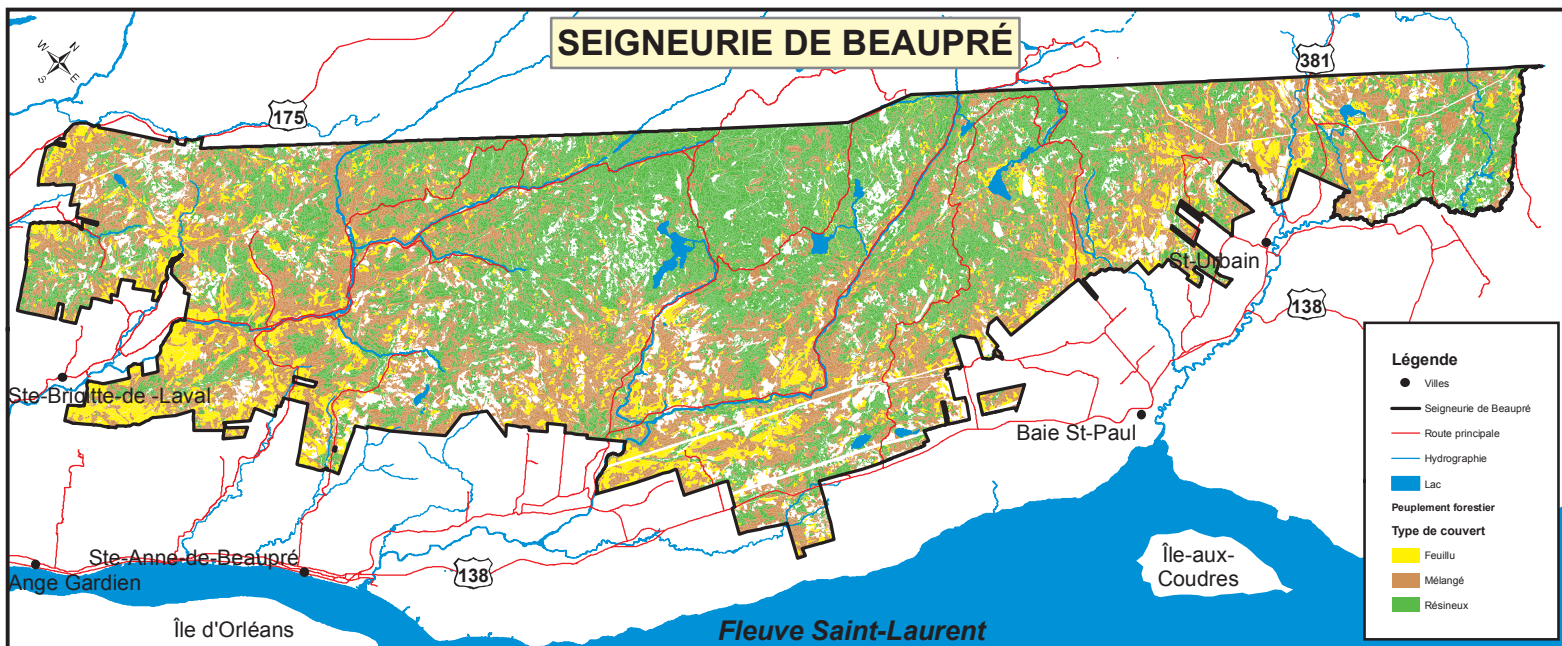 SEIGNEURIE DE BEAUPRÉ
N
W
E
S
175
381
St-Urbain
138
Ste-Brigitte-de -Laval
Baie St-Paul
Ste-Anne-de-Beaupré
Ange Gardien
138
Île-aux-
Coudres
Île d'Orléans
Fleuve Saint-Laurent
Légende
Villes
Seigneurie de Beaupré
Route principale
Hydrographie
Lac
Peuplement forestier
Type de couvert
Feuillu
Mélangé
Résineux